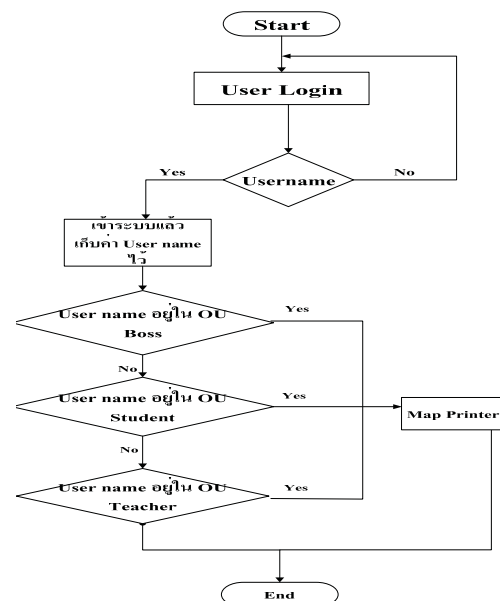 Start
User Login
Username
Yes
No
เข้าระบบแล้ว
เก็บค่า User name
ไว้
User name อยู่ใน OU
Boss
Yes
No
User name อยู่ใน OU
Student
Yes
Map Printer
No
User name อยู่ใน OU
Teacher
Yes
End